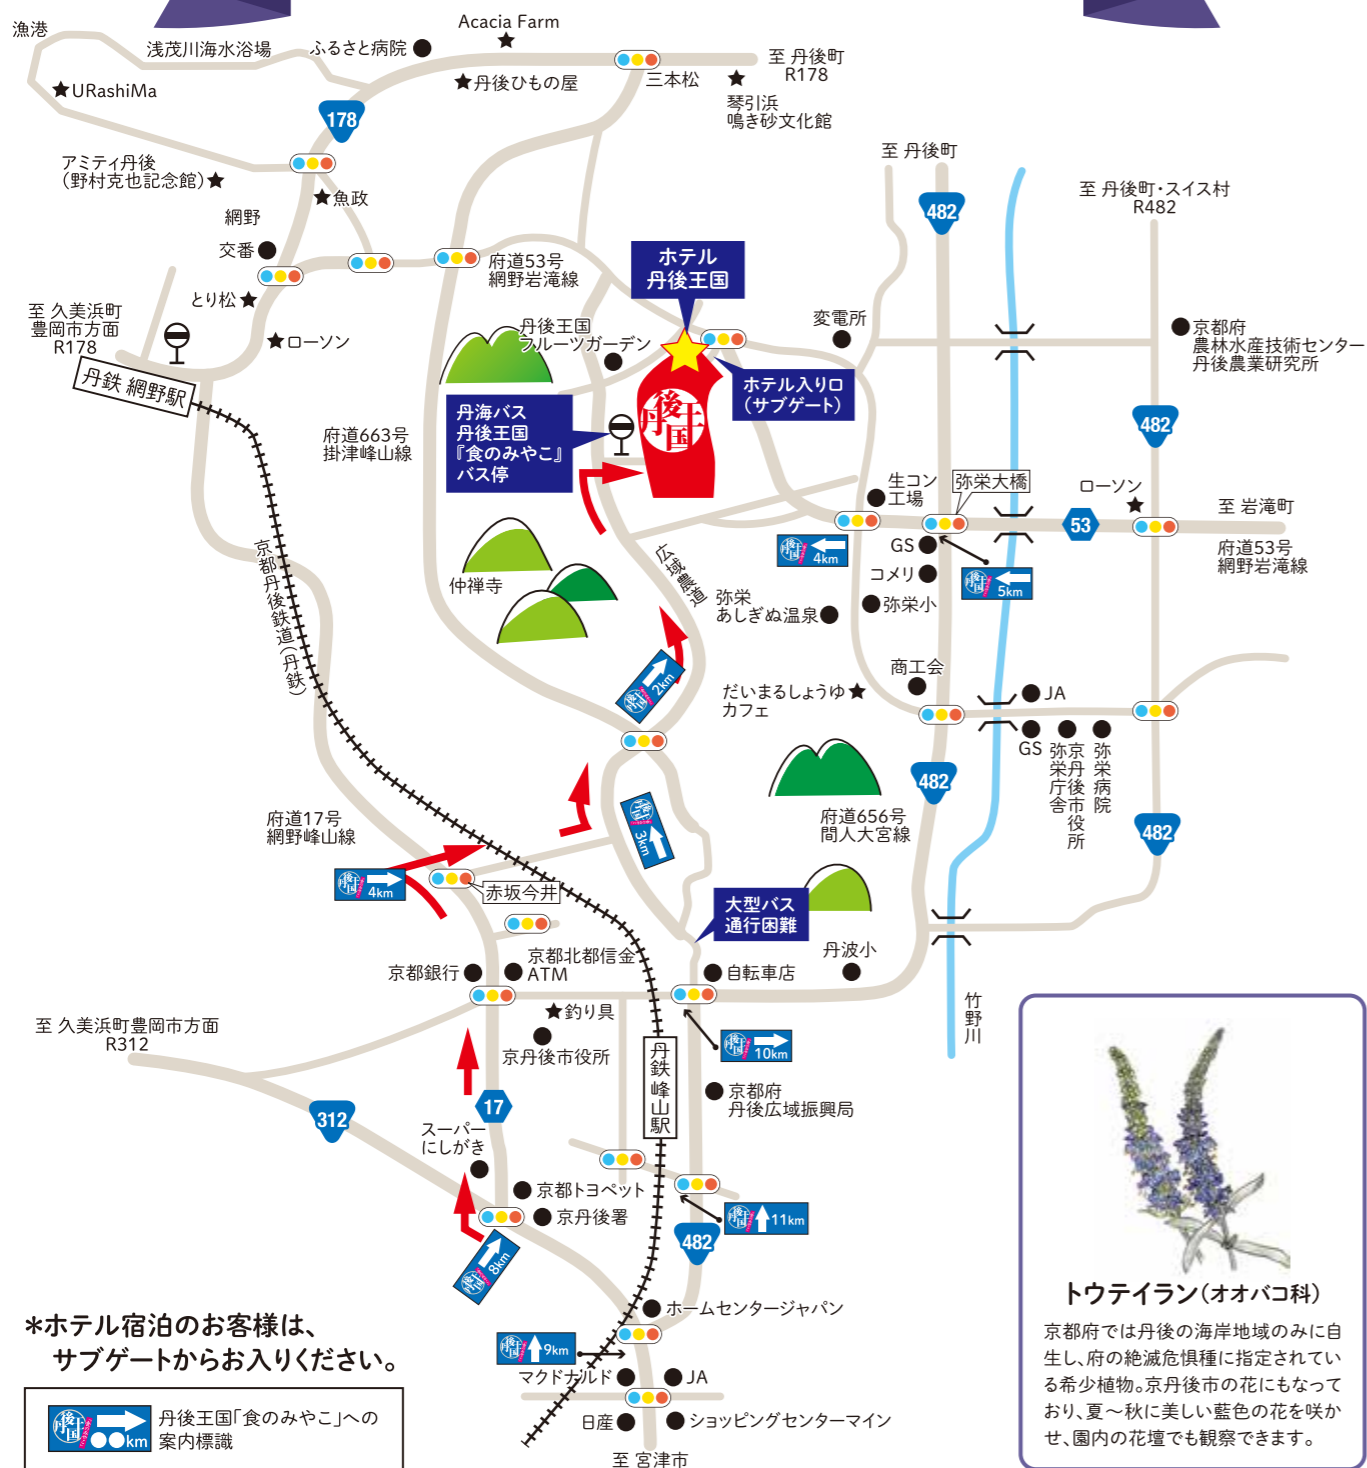 漁港
浅茂川海水浴場
ふるさと病院
Acacia Farm
URashiMa
丹後ひもの屋
三本松
至 丹後町
R178
琴引浜
鳴き砂文化館
178
アミティ丹後
(野村克也記念館)
魚政
網野
交番
とり松
ローソン
至 久美浜町
豊岡市方面
R178
丹鉄 網野駅
府道53号
網野岩滝線
ホテル
丹後王国
丹後王国
フルーツガーデン
至 丹後町
482
至 丹後町・スイス村
R482
変電所
京都府
農林水産技術センター
丹後農業研究所
ホテル入り口
(サブゲート)
丹後王国
丹海バス
丹後王国
『食のみやこ』
バス停
府道663号
掛津峰山線
482
生コン
工場
弥栄大橋
ローソン
53
至 岩滝町
府道53号
網野岩滝線
4km
GS
コメリ
5km
弥栄小
弥栄
あしぎぬ温泉
広域農道
仲禅寺
京都丹後鉄道(丹鉄)
2km
商工会
だいまるしょうゆ
カフェ
JA
GS
弥栄庁舎
京丹後市役所
弥栄病院
482
482
府道656号
間人大宮線
府道17号
網野峰山線
3km
4km
赤坂今井
大型バス
通行困難
丹波小
京都銀行
京都北都信金
ATM
自転車店
竹野川
釣り具
京丹後市役所
至 久美浜町豊岡市方面
R312
10km
丹鉄峰山駅
京都府
丹後広域振興局
312
17
スーパー
にしがき
京都トヨペット
京丹後署
11km
482
8km
ホームセンタージャパン
9km
マクドナルド
JA
日産
ショッピングセンターマイン
至 宮津市
*ホテル宿泊のお客様は、
サブゲートからお入りください。
●●km
丹後王国「食のみやこ」への
案内標識
トウテイラン(オオバコ科)
京都府では丹後の海岸地域のみに自
生し、府の絶滅危惧種に指定されてい
る希少植物。京丹後市の花にもなって
おり、夏～秋に美しい藍色の花を咲か
せ、園内の花壇でも観察できます。